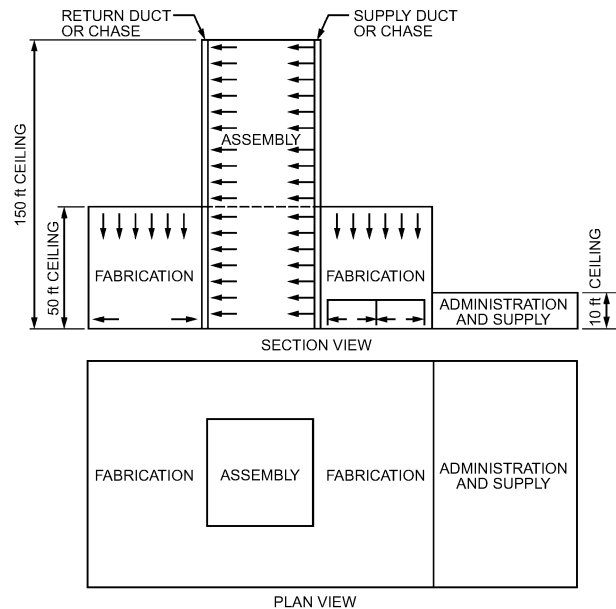 RETURN DUCT
OR CHASE
SUPPLY DUCT
OR CHASE
150 ft CEILING
ASSEMBLY
50 ft CEILING
FABRICATION
FABRICATION
10 ft CEILING
ADMINISTRATION
AND SUPPLY
SECTION VIEW
FABRICATION
ASSEMBLY
FABRICATION
ADMINISTRATION
AND SUPPLY
PLAN VIEW